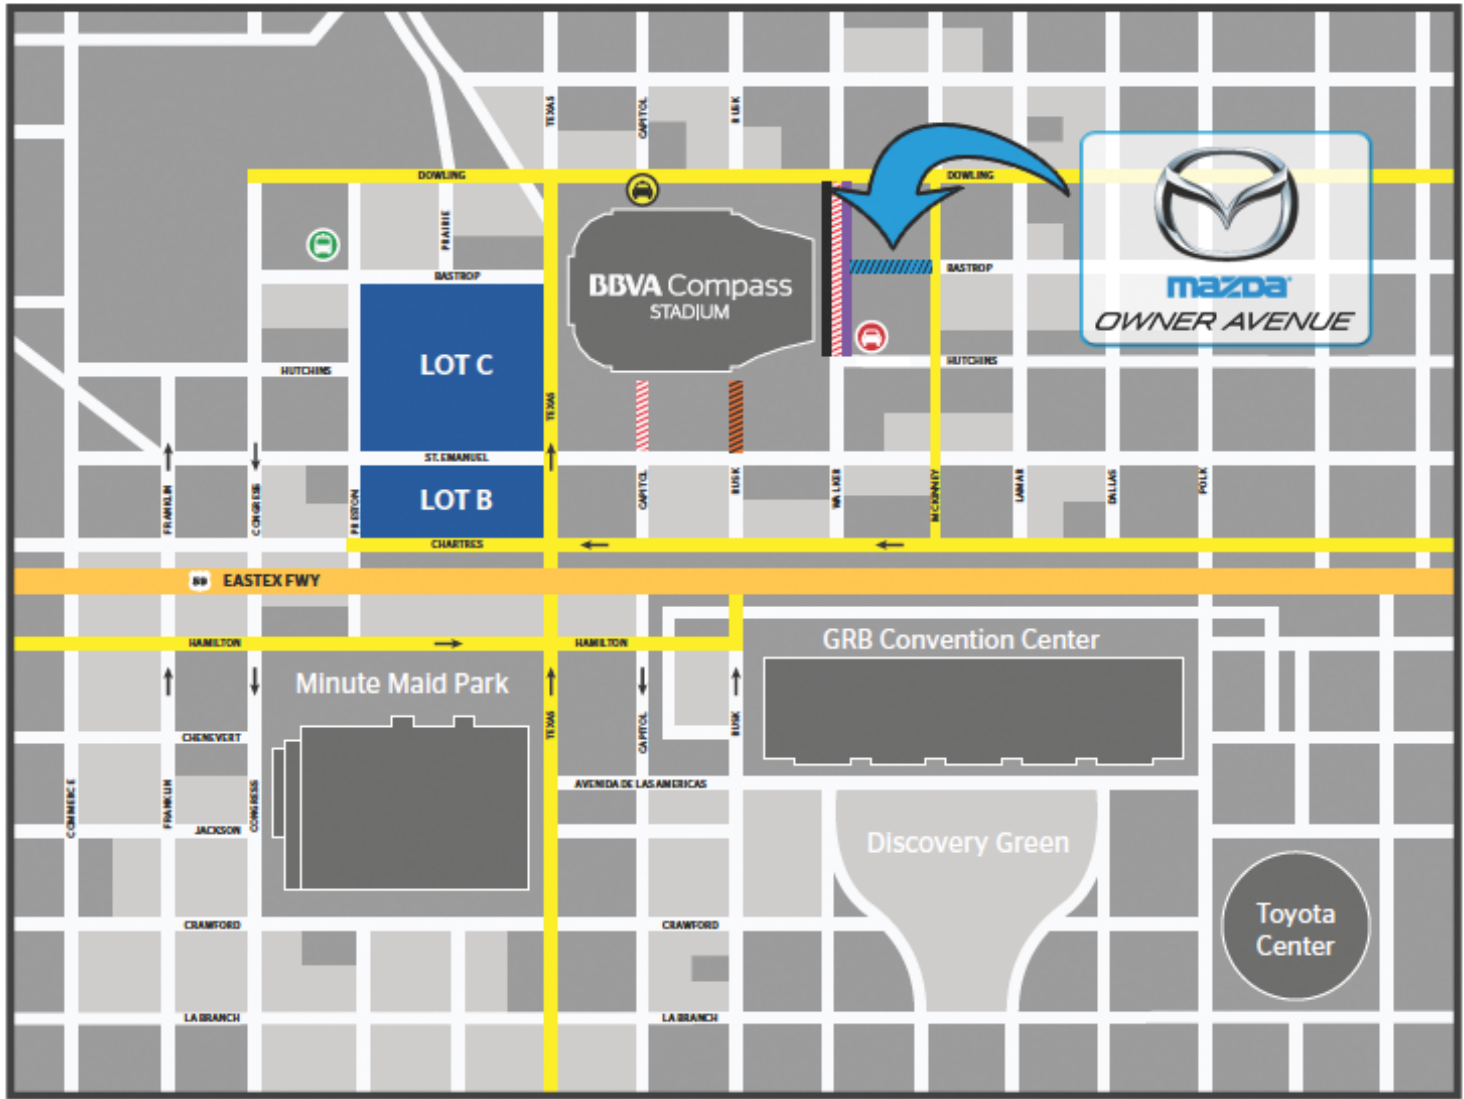 TEXAS
CAPITOL
RUSK
DOWLING
DOWLING
PRAIRIE
BASTROP
BASTROP
BBVA Compass
STADIUM
mazda
OWNER AVENUE
LOT C
HUTCHINS
HUTCHINS
TEXAS
ST. EMANUEL
LOT B
FRANKLIN
CONGRESS
PRESTON
CAPITOL
RUSK
WALKER
MCKINNEY
LAMAR
DALLAS
POLK
CHARTRES
59 EASTEX FWY
HAMILTON
HAMILTON
GRB Convention Center
Minute Maid Park
TEXAS
CAPITOL
RUSK
CHENEVERT
AVENIDA DE LAS AMERICAS
COMMERCE
FRANKLIN
CONGRESS
JACKSON
Discovery Green
Toyota
Center
CRAWFORD
CRAWFORD
LA BRANCH
LA BRANCH